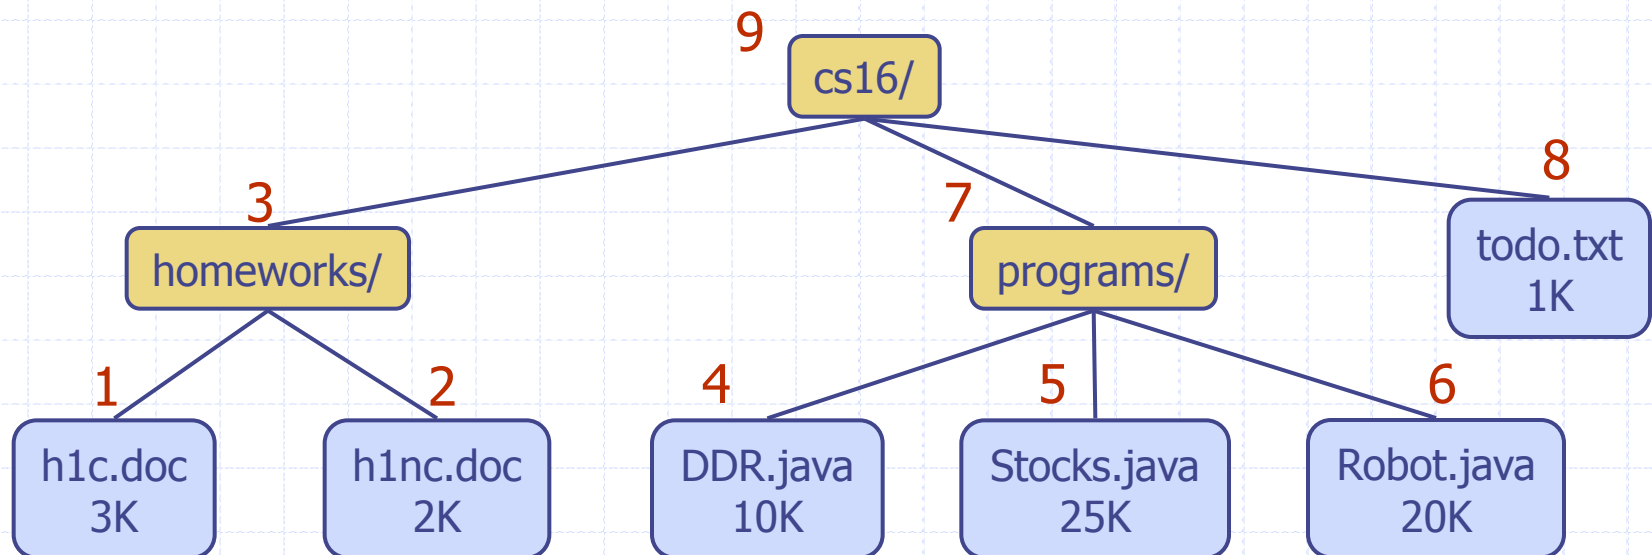 9
cs16/
8
3
7
todo.txt
1K
homeworks/
programs/
1
2
4
5
6
h1c.doc
3K
h1nc.doc
2K
DDR.java
10K
Stocks.java
25K
Robot.java
20K